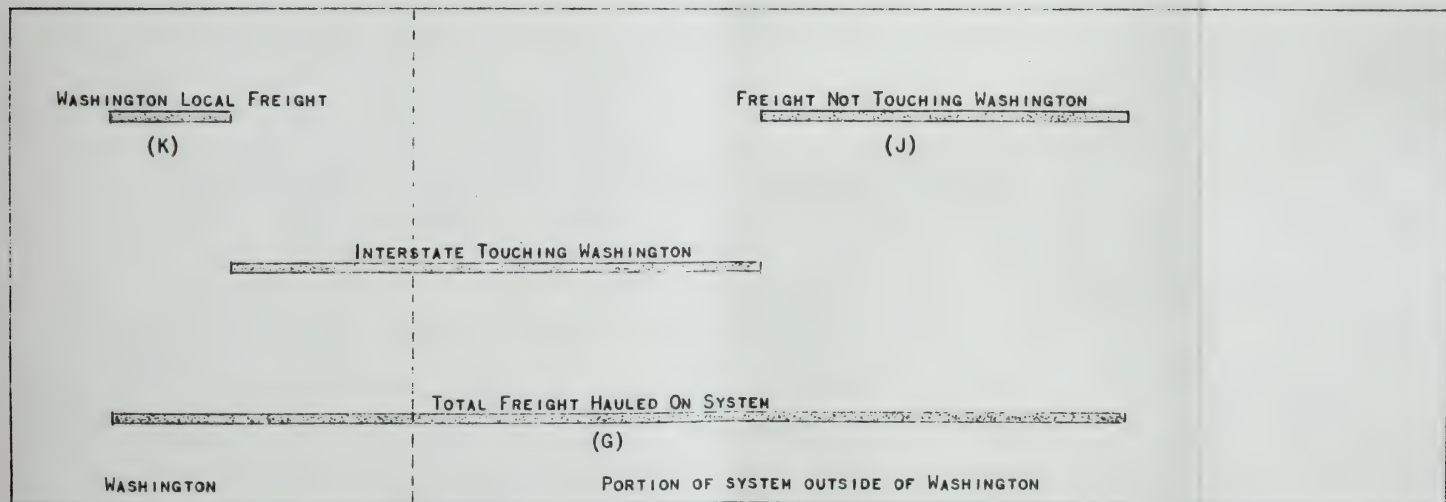 WASHINGTON LOCAL FREIGHT
FREIGHT NOT TOUCHING WASHINGTON
(K)
(J)
INTERSTATE TOUCHING WASHINGTON
TOTAL FREIGHT HAULED ON SYSTEM
(G)
WASHINGTON
PORTION OF SYSTEM OUTSIDE OF WASHINGTON